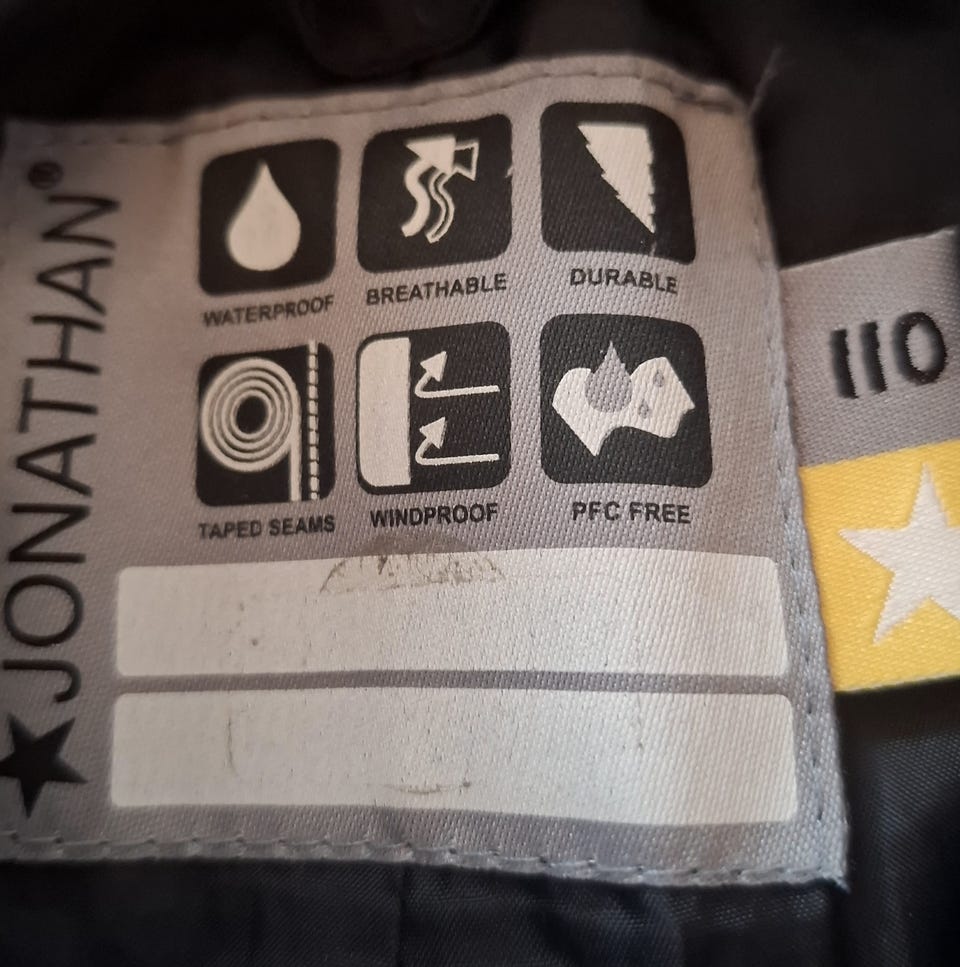 JONATHAN®
WATERPROOF BREATHABLE DURABLE
TAPED SEAMS WINDPROOF PFC FREE
110